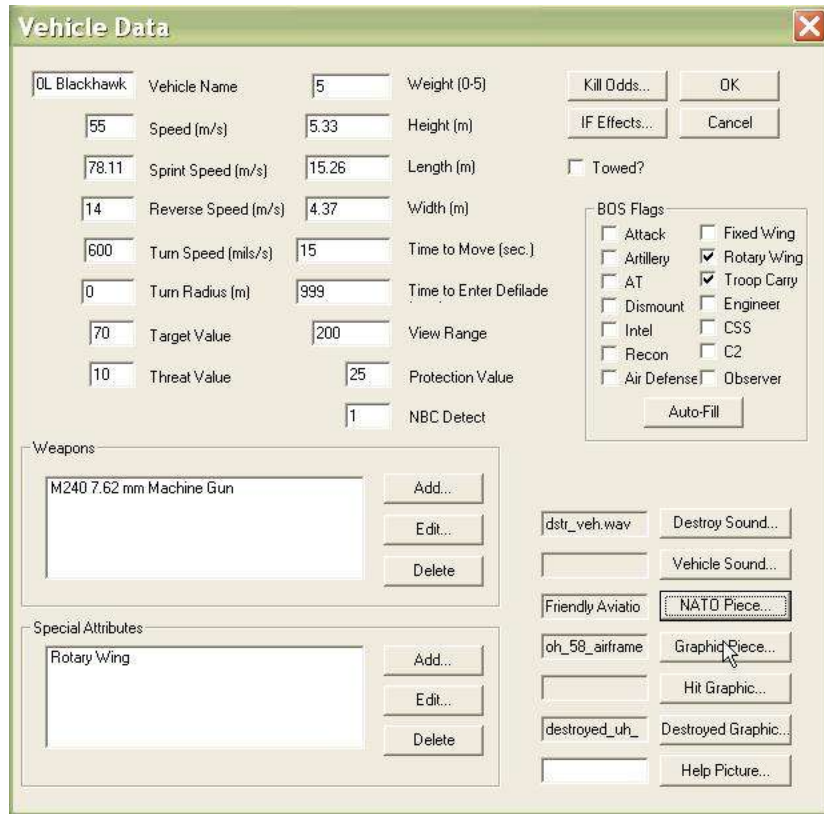 Vehicle Data
0L Blackhawk Vehicle Name 5 Weight (0-5) Kill Odds... OK
55 Speed (m/s) 5.33 Height (m) IF Effects... Cancel
78.11 Sprint Speed (m/s) 15.26 Length (m) Towed?
14 Reverse Speed (m/s) 4.37 Width (m)
600 Turn Speed (mils/s) 15 Time to Move (sec.)
0 Turn Radius (m) 999 Time to Enter Defilade
70 Target Value 200 View Range
10 Threat Value 25 Protection Value
1 NBC Detect
BOS Flags
Attack Fixed Wing
Artillery Rotary Wing
AT Troop Carry
Dismount Engineer
Intel CSS
Recon C2
Air Defense Observer
Auto-Fill
Weapons
M240 7.62 mm Machine Gun Add...
Edit...
Delete
Special Attributes
Rotary Wing Add...
Edit...
Delete
dstr_veh.wav Destroy Sound...
Vehicle Sound...
Friendly Aviatio NATO Piece...
oh_58_airframe Graphic Piece...
Hit Graphic...
destroyed_uh_ Destroyed Graphic...
Help Picture...